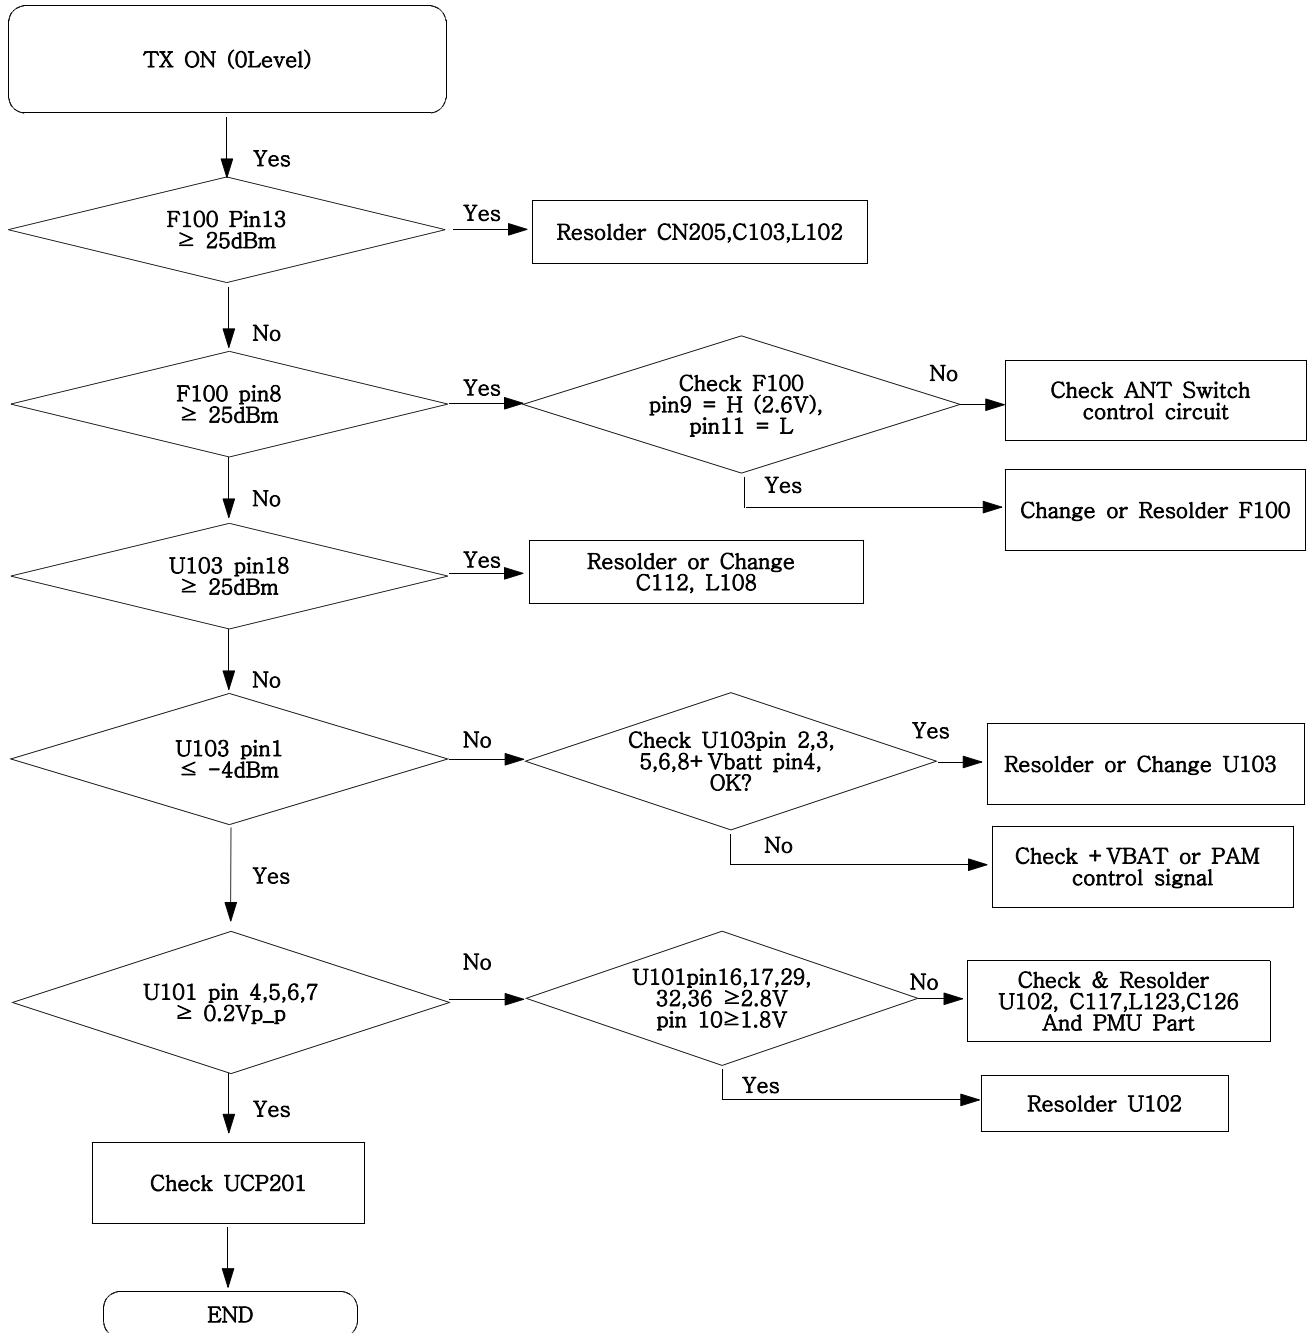 TX ON (0Level)
Yes
F100 Pin13
≥ 25dBm
Yes
Resolder CN205,C103,L102
No
F100 pin8
≥ 25dBm
Yes
Check F100
pin9 = H (2.6V),
pin11 = L
No
Check ANT Switch
control circuit
Yes
Change or Resolder F100
No
U103 pin18
≥ 25dBm
Yes
Resolder or Change
C112, L108
No
U103 pin1
≤ -4dBm
No
Check U103pin 2,3,
5,6,8+Vbatt pin4,
OK?
Yes
Resolder or Change U103
No
Check +VBAT or PAM
control signal
Yes
U101 pin 4,5,6,7
≥ 0.2Vp_p
No
U101pin16,17,29,
32,36 ≥2.8V
pin 10≥1.8V
No
Check & Resolder
U102, C117,L123,C126
And PMU Part
Yes
Resolder U102
Yes
Check UCP201
END